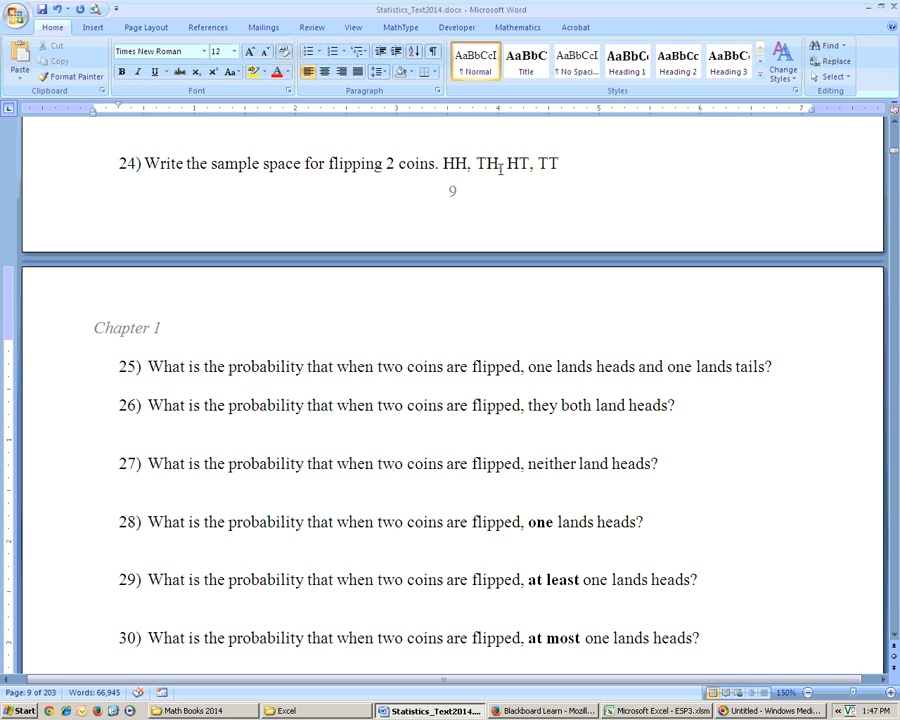 Statistics_Text2014.docx - Microsoft Word
Home Insert Page Layout References Mailings Review View MathType Developer Mathematics Acrobat
Paste
Cut
Copy
Format Painter
Clipboard
Times New Roman 12
Font
Paragraph
AaBbCcI AaBbC AaBbCcI AaBbC AaBbCc AaBbCcI
¶ Normal Title ¶ No Spaci... Heading 1 Heading 2 Heading 3
Change Styles
Styles
Find
Replace
Select
Editing
24) Write the sample space for flipping 2 coins. HH, TH, HT, TT
9
Chapter 1
25) What is the probability that when two coins are flipped, one lands heads and one lands tails?
26) What is the probability that when two coins are flipped, they both land heads?
27) What is the probability that when two coins are flipped, neither land heads?
28) What is the probability that when two coins are flipped, one lands heads?
29) What is the probability that when two coins are flipped, at least one lands heads?
30) What is the probability that when two coins are flipped, at most one lands heads?
Page: 9 of 203 Words: 66,945 150%
Start Math Books 2014 Excel Statistics_Text2014.... Blackboard Learn - Mozil... Microsoft Excel - ESP3.xlsm Untitled - Windows Medi... 1:47 PM